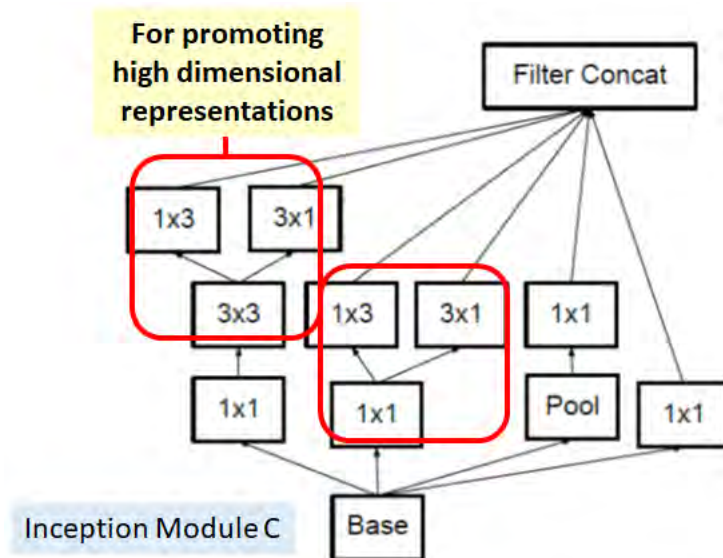 For promoting
high dimensional
representations
Filter Concat
1x3
3x1
3x3
1x3
3x1
1x1
1x1
1x1
Pool
1x1
Inception Module C
Base